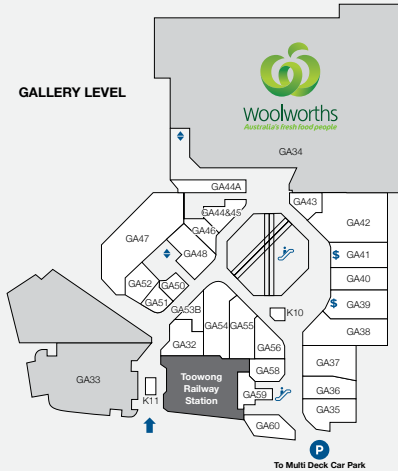 GALLERY LEVEL
Woolworths
Australia's fresh food people
GA34
GA44A
GA43
GA44&45
GA42
GA46
GA47
GA48
$ GA41
GA52
GA50
GA40
GA51
$ GA39
GA53B
K10
GA54
GA55
GA32
GA56
GA38
GA33
Toowong
Railway
Station
GA58
GA37
K11
GA59
GA36
GA35
GA60
P
To Multi Deck Car Park